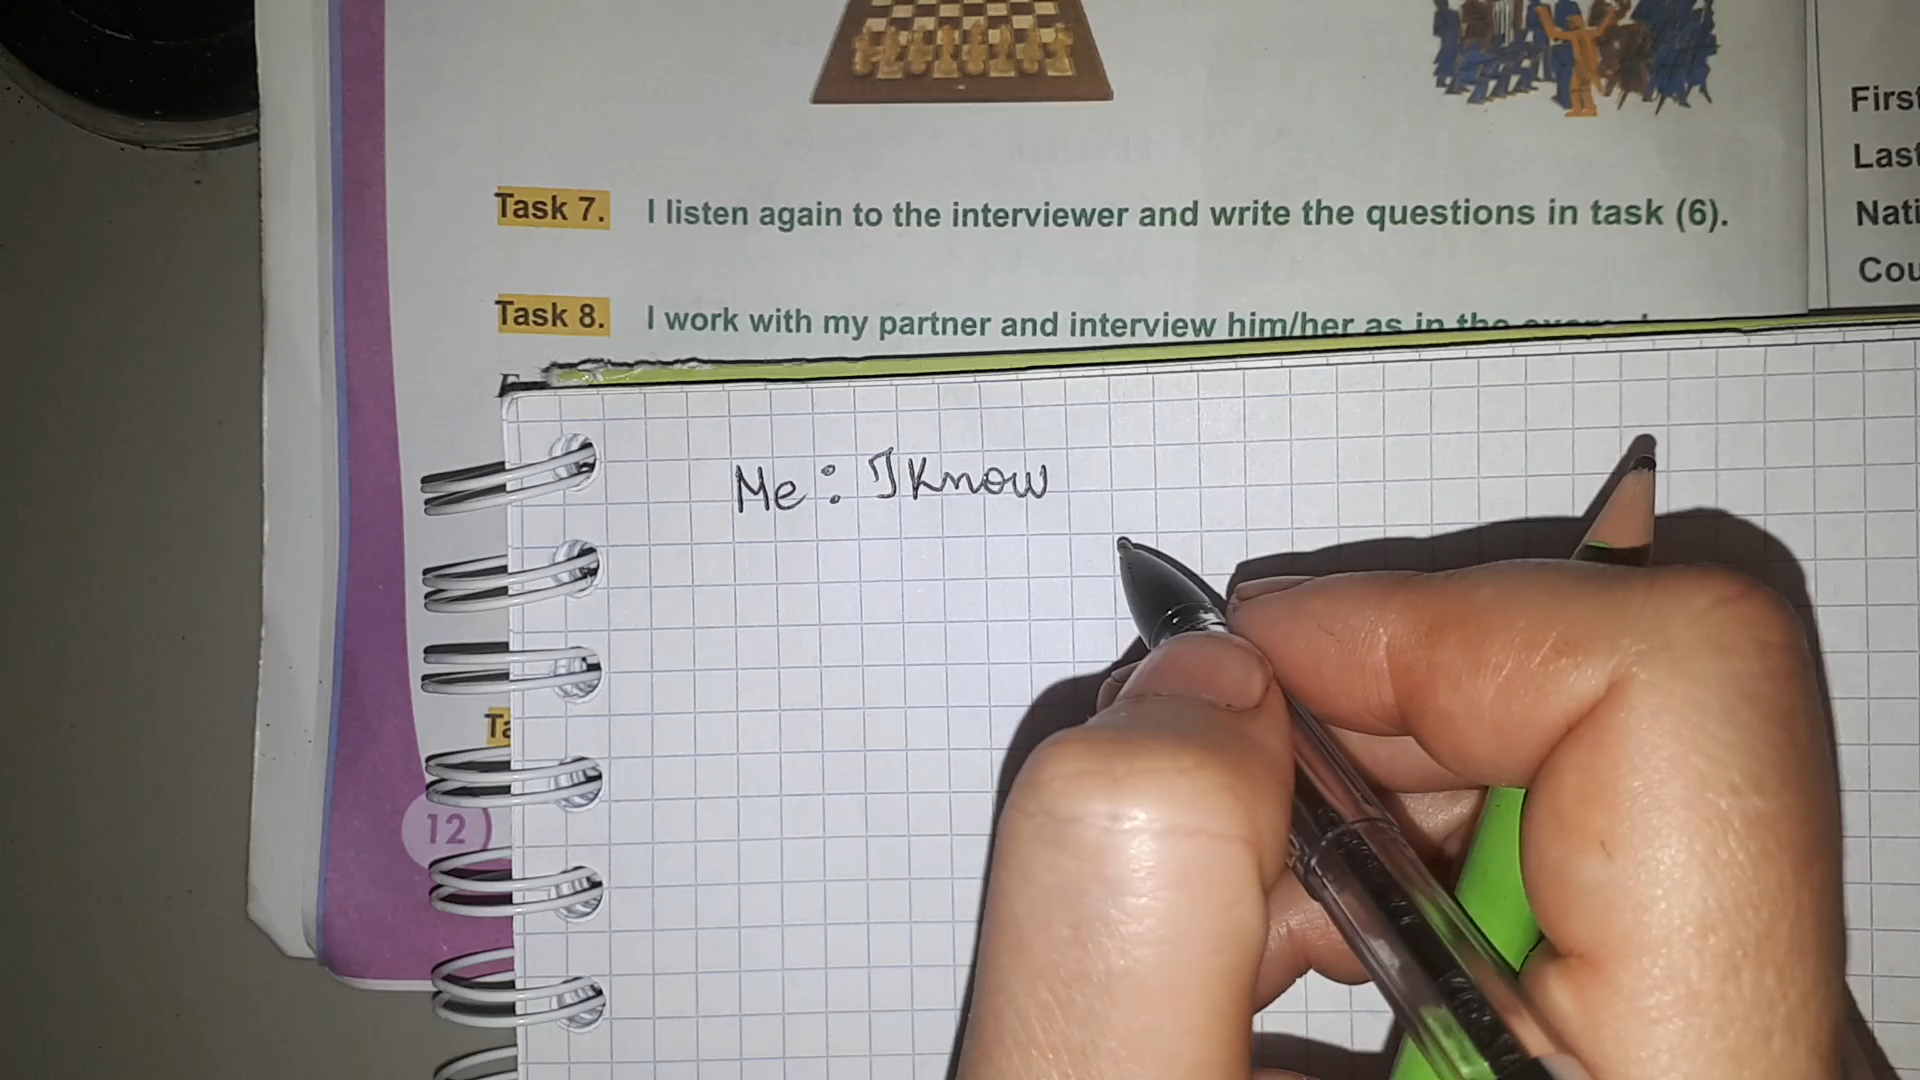 First
Last
Nati
Cou
Task 7. I listen again to the interviewer and write the questions in task (6).
Task 8. I work with my partner and interview him/her as in the
Me: I Know
Ta
12